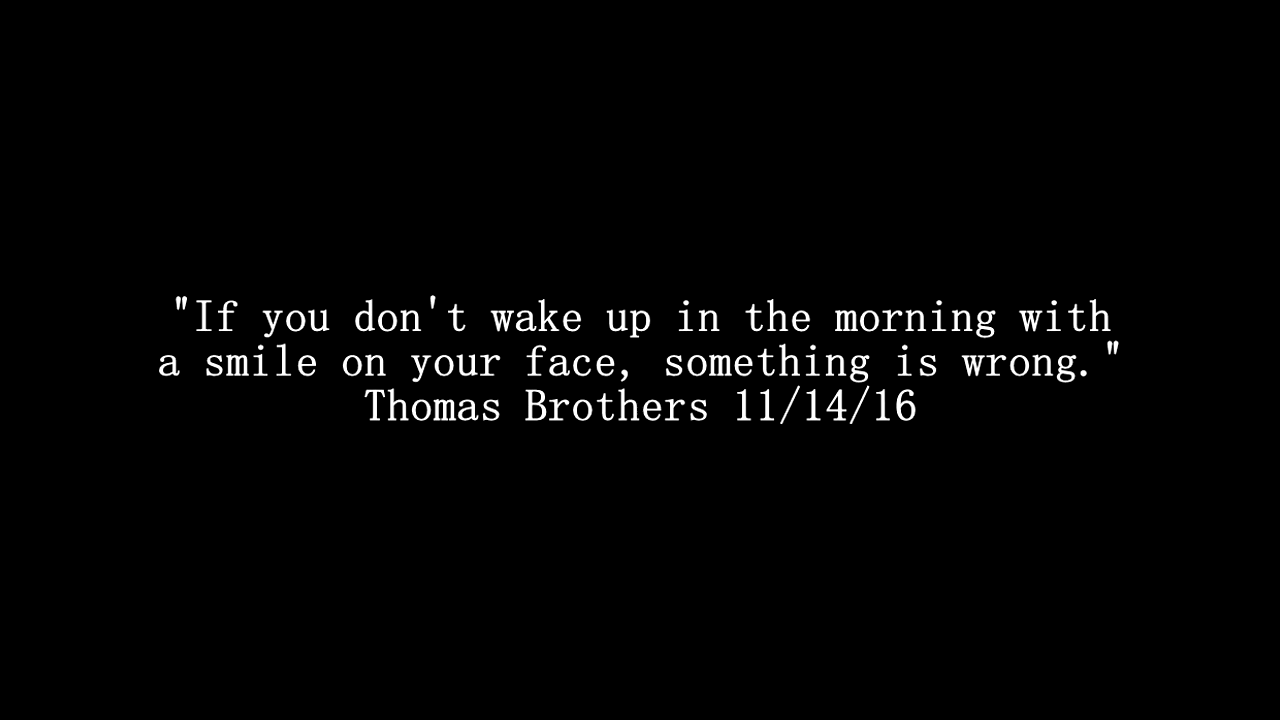 "If you don't wake up in the morning with
a smile on your face, something is wrong."
Thomas Brothers 11/14/16